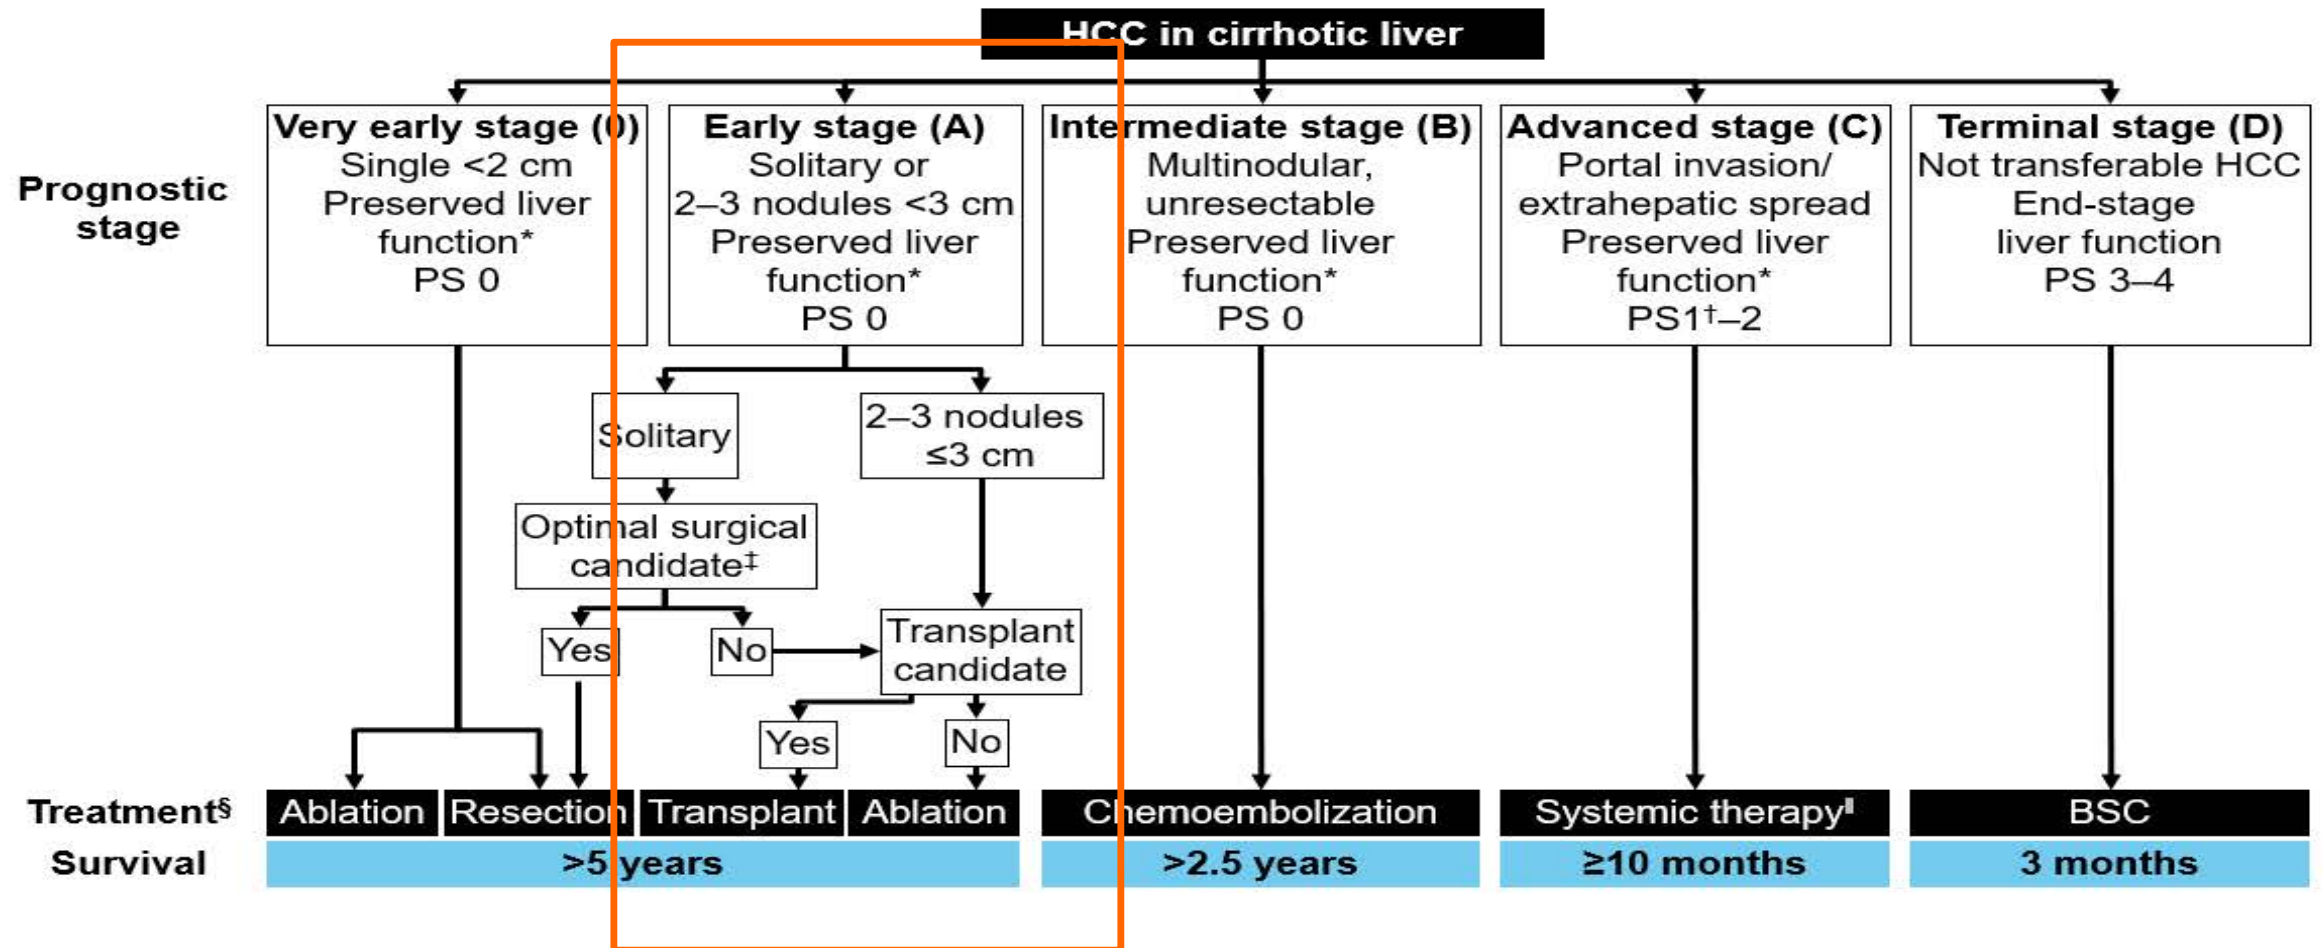 HCC in cirrhotic liver
Prognostic
stage
Very early stage (0)
Single <2 cm
Preserved liver
function*
PS 0
Early stage (A)
Solitary or
2–3 nodules <3 cm
Preserved liver
function*
PS 0
Intermediate stage (B)
Multinodular,
unresectable
Preserved liver
function*
PS 0
Advanced stage (C)
Portal invasion/
extrahepatic spread
Preserved liver
function*
PS1†–2
Terminal stage (D)
Not transferable HCC
End-stage
liver function
PS 3–4
Solitary
2–3 nodules
≤3 cm
Optimal surgical
candidate‡
Yes
No
Transplant
candidate
Yes
No
Treatment§
Ablation
Resection
Transplant
Ablation
Chemoembolization
Systemic therapy‖
BSC
Survival
>5 years
>2.5 years
≥10 months
3 months